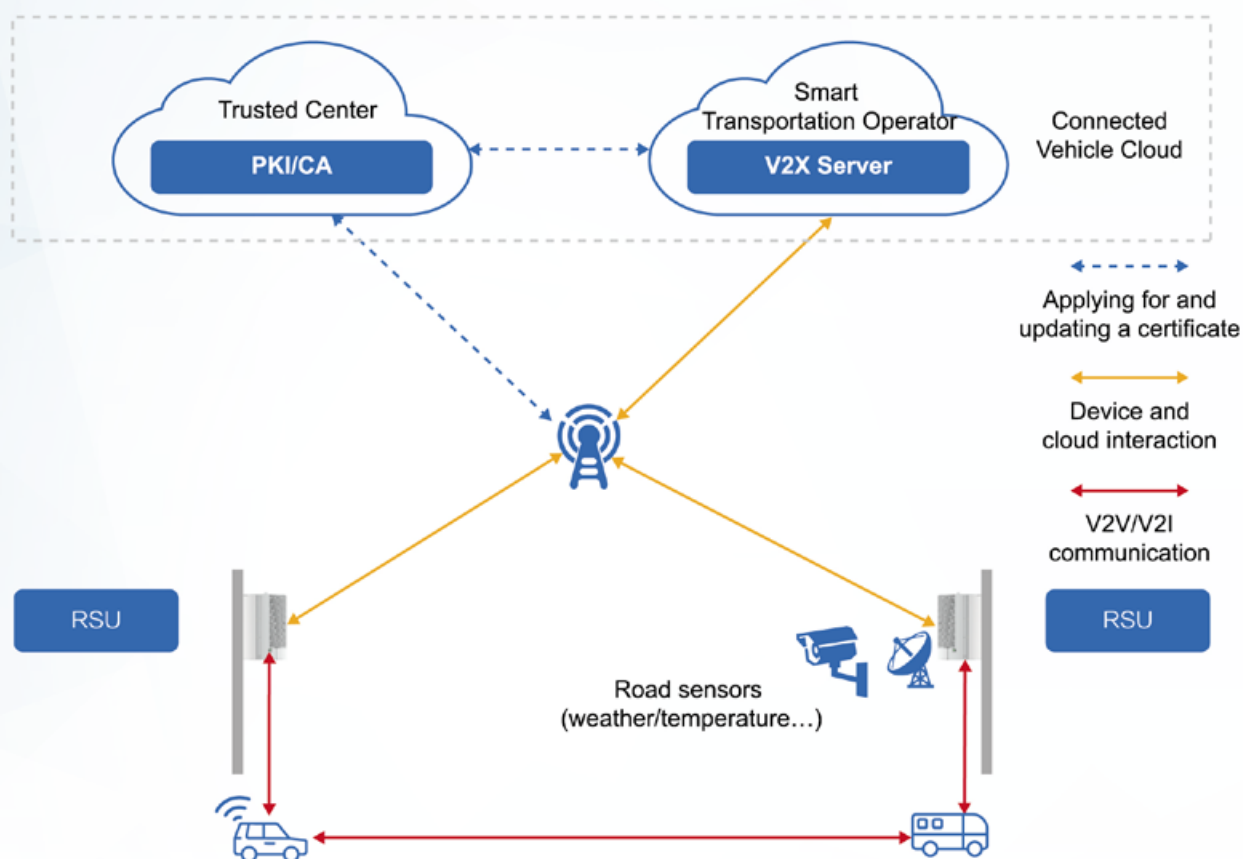 Trusted Center
PKI/CA
Smart
Transportation Operator
V2X Server
Connected
Vehicle Cloud
Applying for and
updating a certificate
Device and
cloud interaction
V2V/V2I
communication
RSU
RSU
Road sensors
(weather/temperature…)